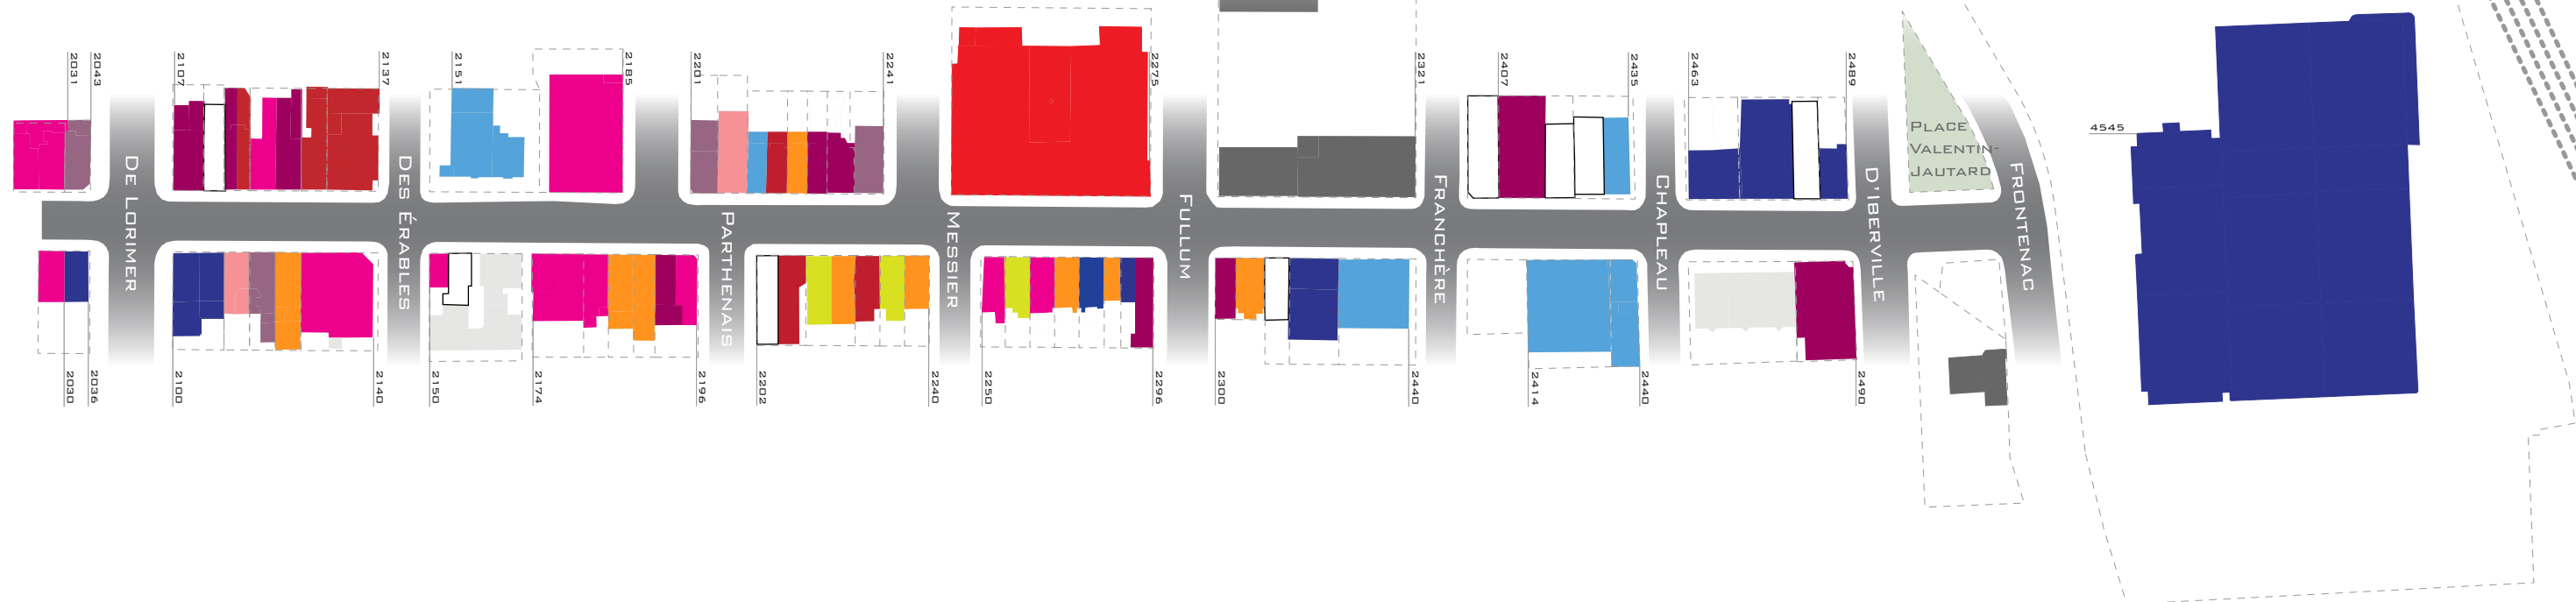 2031
2043
2107
2137
2151
2185
2201
2241
2275
2321
2407
2435
2463
2489
4545
PLACE
VALENTIN-
JAUTARD
DE LORIMER
DES ÉRABLES
PARTHENAIS
MESSIER
FULLUM
FRANCHÈRE
CHAPLEAU
D'IBERVILLE
FRONTENAC
2030
2036
2100
2140
2150
2174
2196
2202
2240
2250
2296
2300
2440
2414
2440
2490